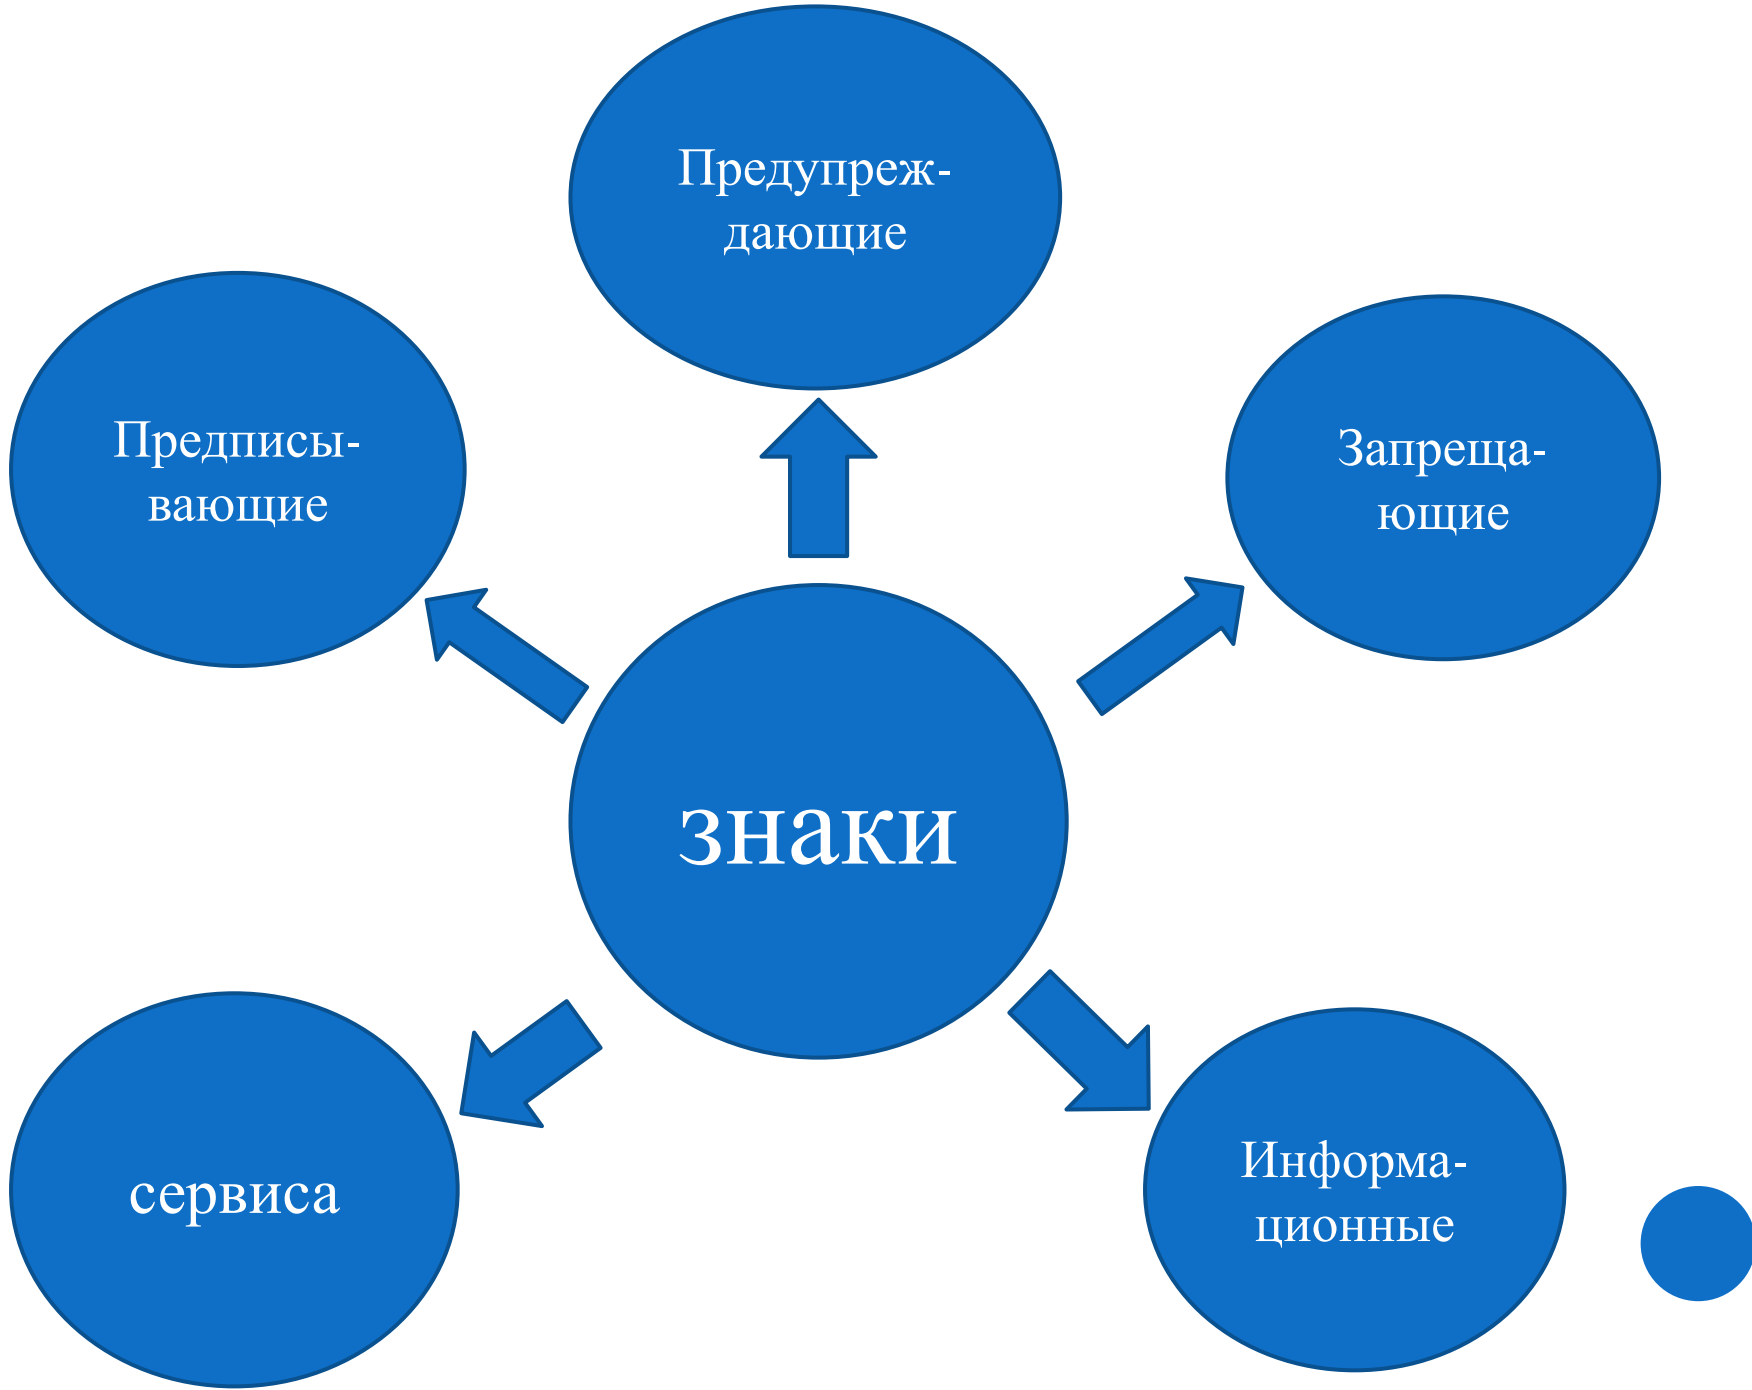 Предупреж-
дающие
Предписы-
вающие
Запреща-
ющие
знаки
сервиса
Информа-
ционные